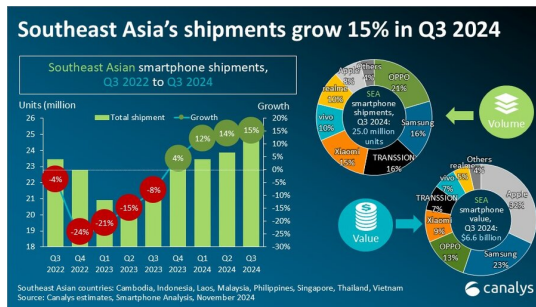 Southeast Asia's shipments grow 15% in Q3 2024
Southeast Asian smartphone shipments,
Q3 2022 to Q3 2024
Units (million
Growth
Total shipment
Growth
26
25
24
23
22
21
20
19
18
20%
15%
10%
5%
0%
-5%
-10%
-15%
-20%
-25%
-30%
-4%
-24%
-21%
-15%
-8%
4%
12%
14%
15%
Q3 Q4 Q1 Q2 Q3 Q4 Q1 Q2 Q3
2022 2022 2023 2023 2023 2023 2024 2024 2024
SEA
smartphone
shipments,
Q3 2024:
25.0 million
units
OPPO
21%
Samsung
16%
TRANSSION
16%
Xiaomi
15%
vivo
10%
realme
Apple
Others
Volume
SEA
smartphone
value,
Q3 2024:
$6.6 billion
Apple
32%
Samsung
23%
OPPO
13%
Xiaomi
9%
TRANSSION
7%
vivo
7%
realme
Others
4%
Value
Southeast Asian countries: Cambodia, Indonesia, Laos, Malaysia, Philippines, Singapore, Thailand, Vietnam
Source: Canalys estimates, Smartphone Analysis, November 2024
canalys